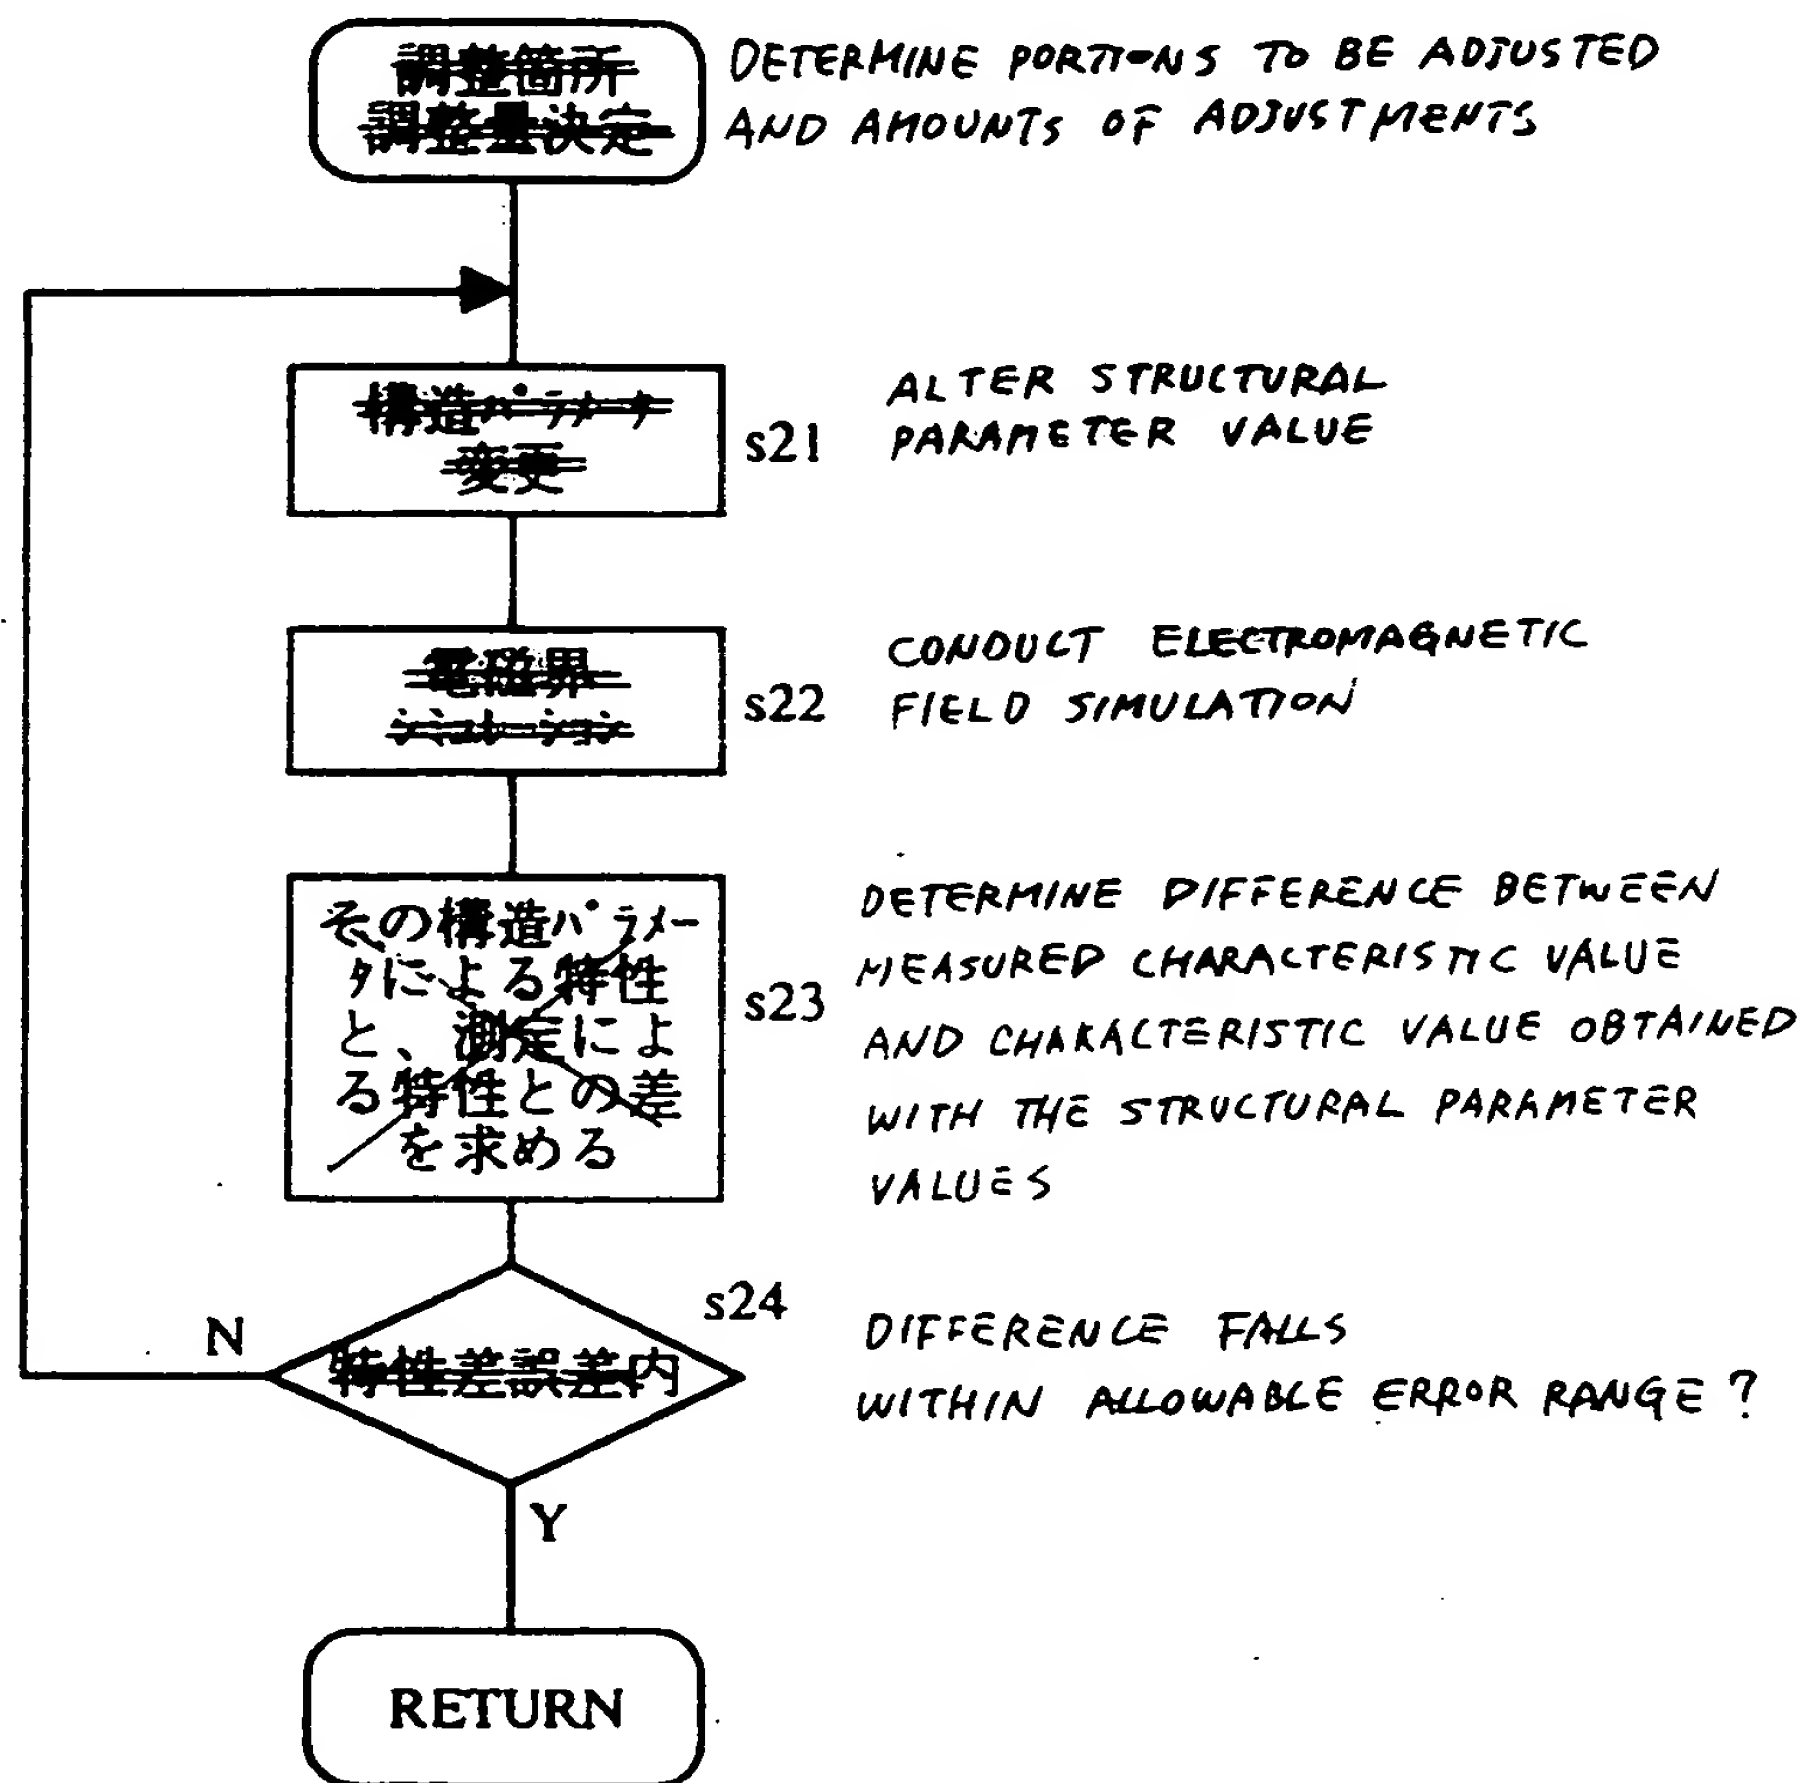 調整箇所
調整量決定
DETERMINE PORTIONS TO BE ADJUSTED
AND AMOUNTS OF ADJUSTMENTS
構造パラメータ
変更
s21
ALTER STRUCTURAL
PARAMETER VALUE
電磁界
シミュレーション
s22
CONDUCT ELECTROMAGNETIC
FIELD SIMULATION
その構造パラメー
タによる特性
と、測定によ
る特性との差
を求める
s23
DETERMINE DIFFERENCE BETWEEN
MEASURED CHARACTERISTIC VALUE
AND CHARACTERISTIC VALUE OBTAINED
WITH THE STRUCTURAL PARAMETER
VALUES
s24
N
特性差誤差内
DIFFERENCE FALLS
WITHIN ALLOWABLE ERROR RANGE?
Y
RETURN